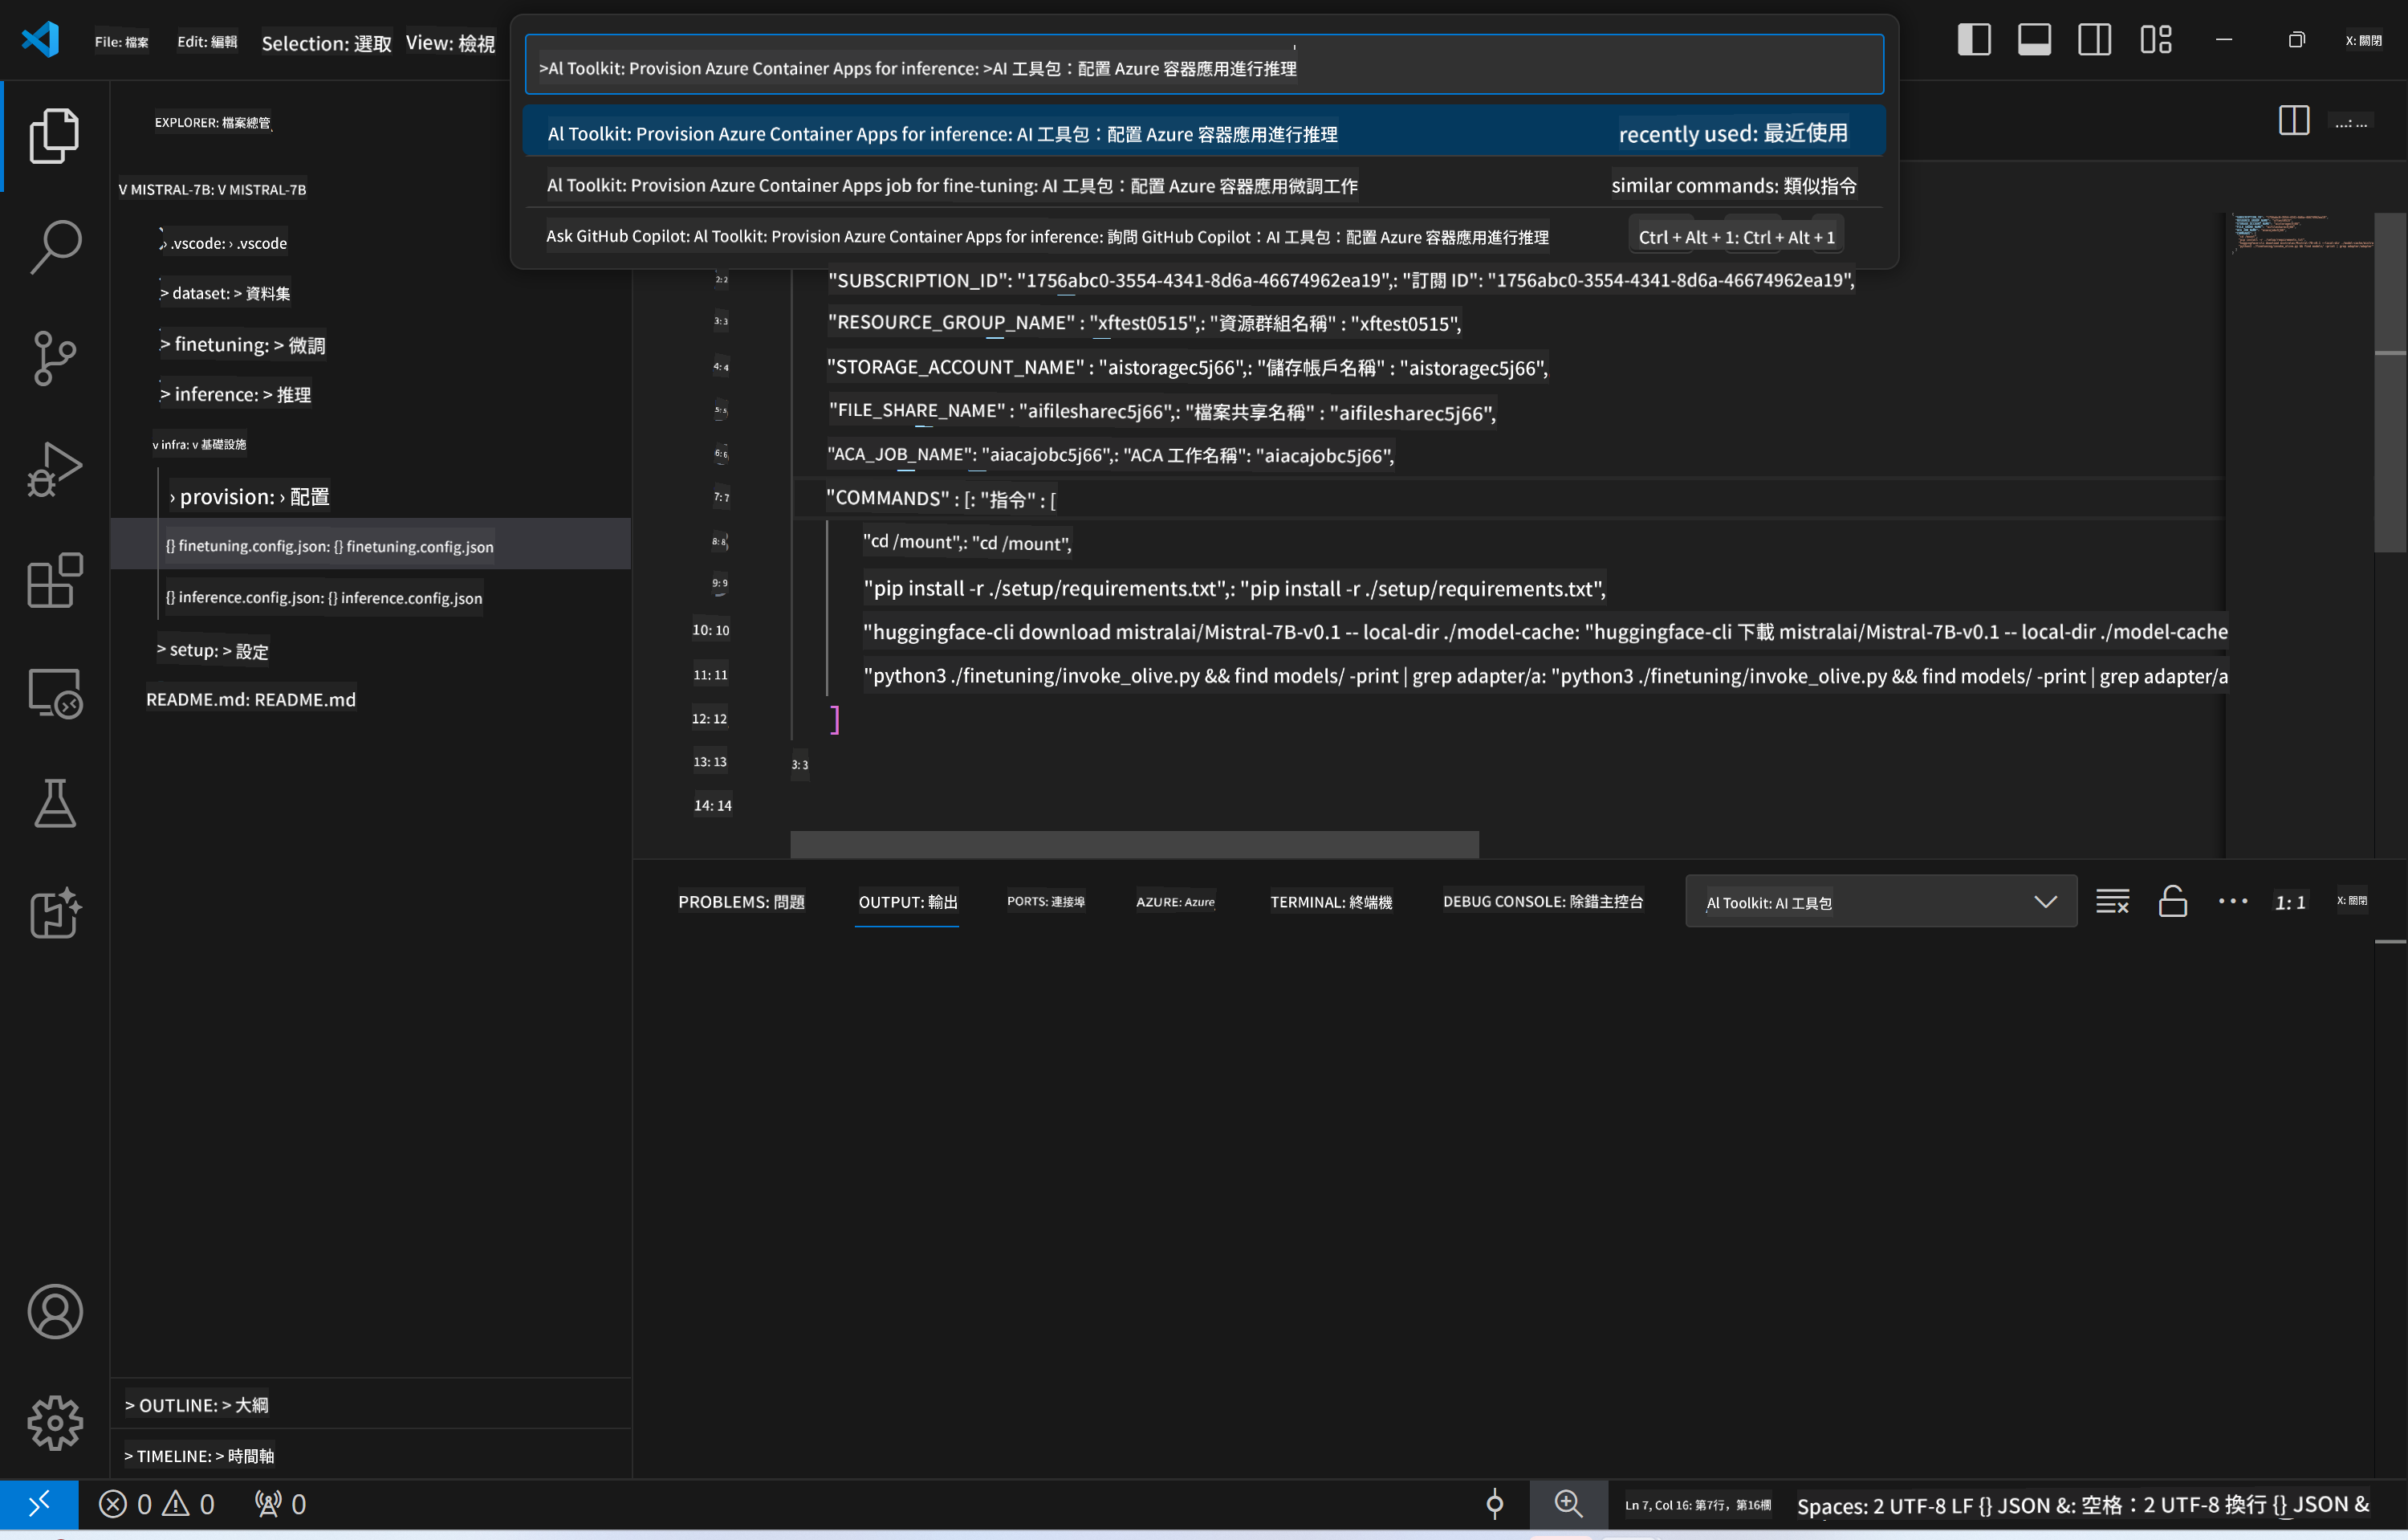 File: 檔案 Edit: 編輯 Selection: 選取 View: 檢視
X: 關閉
>Al Toolkit: Provision Azure Container Apps for inference: >AI 工具包：配置 Azure 容器應用進行推理
Al Toolkit: Provision Azure Container Apps for inference: AI 工具包：配置 Azure 容器應用進行推理 recently used: 最近使用
Al Toolkit: Provision Azure Container Apps job for fine-tuning: AI 工具包：配置 Azure 容器應用微調工作 similar commands: 類似指令
Ask GitHub Copilot: Al Toolkit: Provision Azure Container Apps for inference: 詢問 GitHub Copilot：AI 工具包：配置 Azure 容器應用進行推理 Ctrl + Alt + 1: Ctrl + Alt + 1
...: ...
EXPLORER: 檔案總管
V MISTRAL-7B: V MISTRAL-7B
› .vscode: › .vscode
> dataset: > 資料集
> finetuning: > 微調
> inference: > 推理
v infra: v 基礎設施
› provision: › 配置
{} finetuning.config.json: {} finetuning.config.json
{} inference.config.json: {} inference.config.json
> setup: > 設定
README.md: README.md
2: 2 "SUBSCRIPTION_ID": "1756abc0-3554-4341-8d6a-46674962ea19",: "訂閱 ID": "1756abc0-3554-4341-8d6a-46674962ea19",
3: 3 "RESOURCE_GROUP_NAME" : "xftest0515",: "資源群組名稱" : "xftest0515",
4: 4 "STORAGE_ACCOUNT_NAME" : "aistoragec5j66",: "儲存帳戶名稱" : "aistoragec5j66",
5: 5 "FILE_SHARE_NAME" : "aifilesharec5j66",: "檔案共享名稱" : "aifilesharec5j66",
6: 6 "ACA_JOB_NAME": "aiacajobc5j66",: "ACA 工作名稱": "aiacajobc5j66",
7: 7 "COMMANDS" : [: "指令" : [
8: 8 "cd /mount",: "cd /mount",
9: 9 "pip install -r ./setup/requirements.txt",: "pip install -r ./setup/requirements.txt",
10: 10 "huggingface-cli download mistralai/Mistral-7B-v0.1 -- local-dir ./model-cache: "huggingface-cli 下載 mistralai/Mistral-7B-v0.1 -- local-dir ./model-cache
11: 11 "python3 ./finetuning/invoke_olive.py && find models/ -print | grep adapter/a: "python3 ./finetuning/invoke_olive.py && find models/ -print | grep adapter/a
12: 12 ]
13: 13 3: 3
14: 14
PROBLEMS: 問題 OUTPUT: 輸出 PORTS: 連接埠 AZURE: Azure TERMINAL: 終端機 DEBUG CONSOLE: 除錯主控台 Al Toolkit: AI 工具包 1: 1 X: 關閉
> OUTLINE: > 大綱
> TIMELINE: > 時間軸
0 0 0 Ln 7, Col 16: 第7行，第16欄 Spaces: 2 UTF-8 LF {} JSON &: 空格：2 UTF-8 換行 {} JSON &